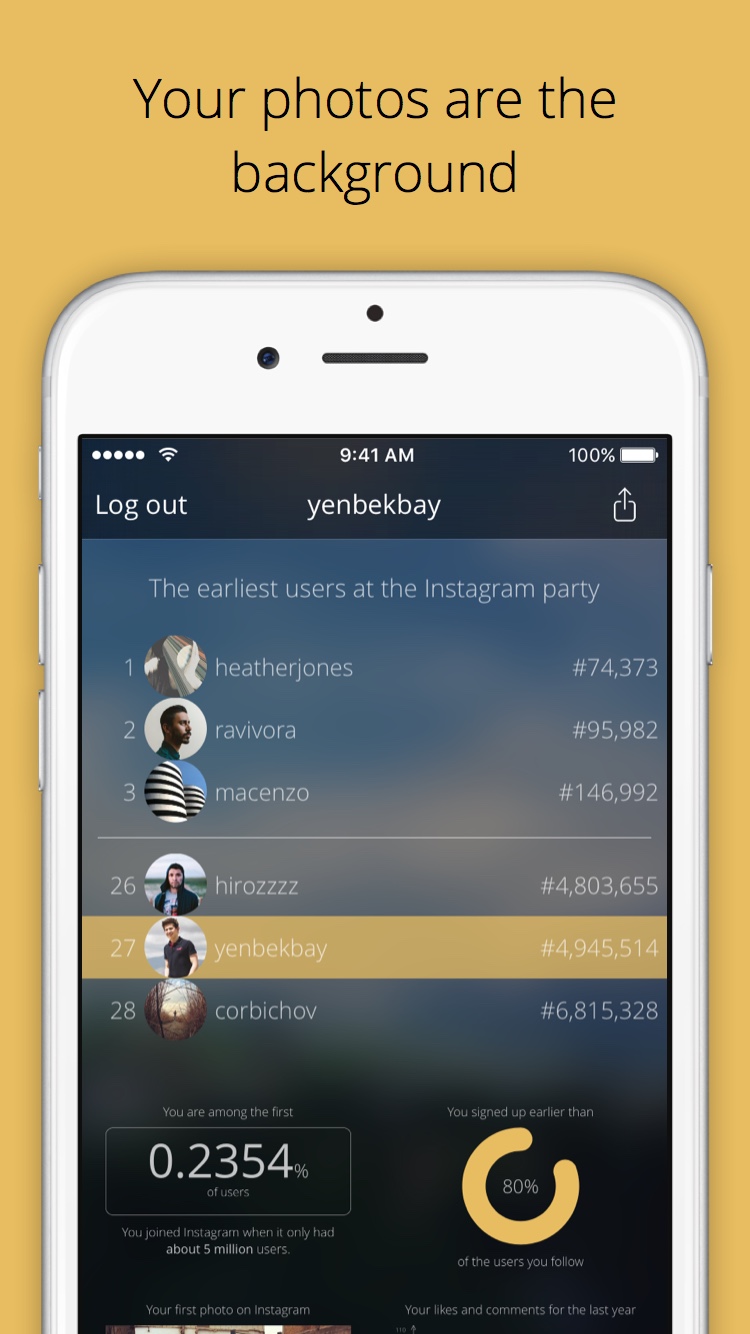 Your photos are the
background
9:41 AM
100%
Log out
yenbekbay
The earliest users at the Instagram party
1 heatherjones #74,373
2 ravivora #95,982
3 macenzo #146,992
26 hirozzzz #4,803,655
27 yenbekbay #4,945,514
28 corbichov #6,815,328
You are among the first
0.2354%
of users
You joined Instagram when it only had
about 5 million users.
You signed up earlier than
80%
of the users you follow
Your first photo on Instagram
Your likes and comments for the last year
110